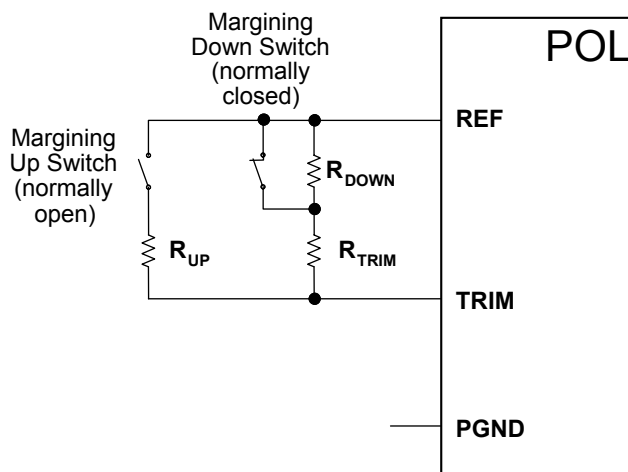 Margining
Down Switch
(normally
closed)
POL
REF
Margining
Up Switch
(normally
open)
RDOWN
RUP
RTRIM
TRIM
PGND